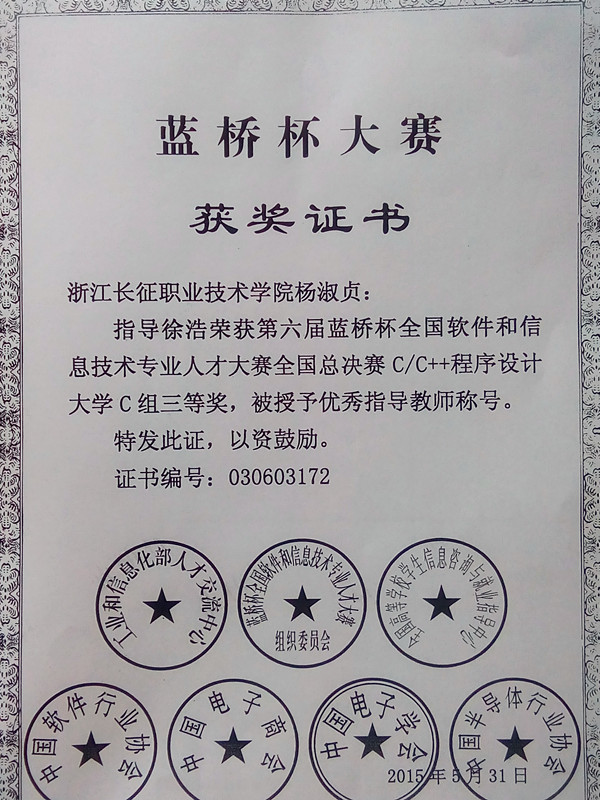 蓝桥杯大赛
获奖证书
浙江长征职业技术学院杨淑贞：
指导徐浩荣获第六届蓝桥杯全国软件和信
息技术专业人才大赛全国总决赛 C/C++程序设计
大学 C 组三等奖，被授予优秀指导教师称号。
特发此证，以资鼓励。
证书编号：030603172
工业和信息化部人才交流中心
蓝桥杯全国软件和信息技术专业人才大赛
组织委员会
全国高等学校学生信息咨询与就业指导中心
中国软件行业协会
中国电子商会
中国电子学会
中国半导体行业协会
2015 年 5 月 31 日